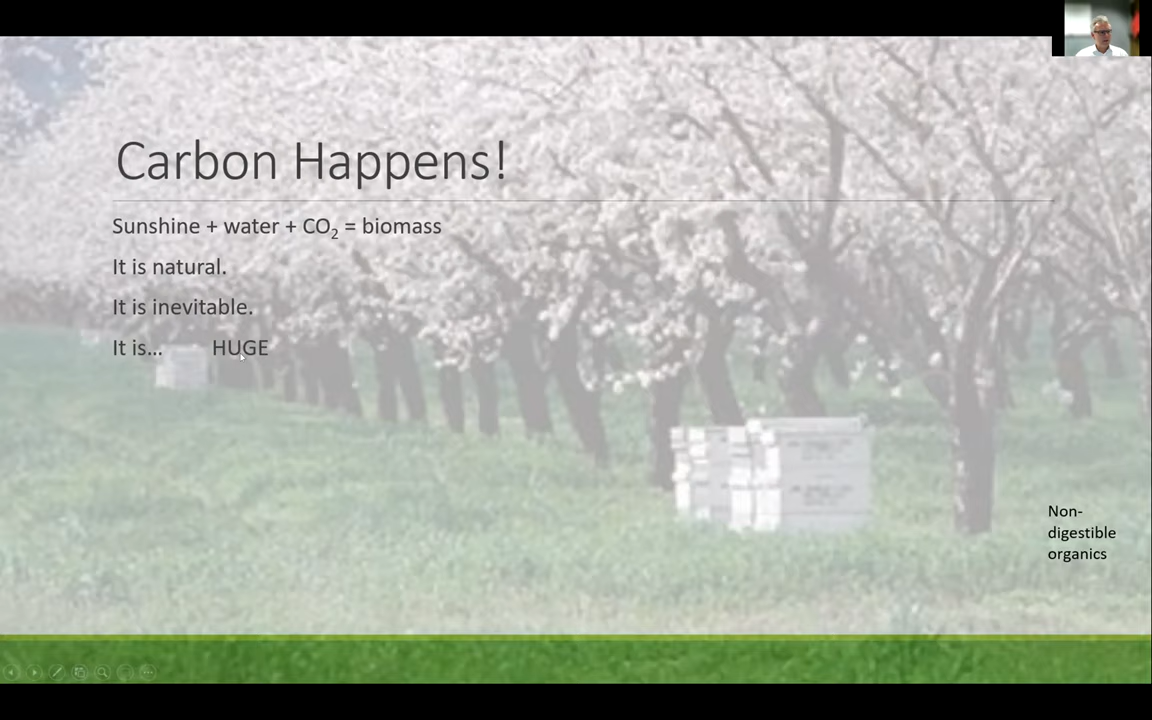 Carbon Happens!
Sunshine + water + CO₂ = biomass
It is natural.
It is inevitable.
It is... HUGE
Non-
digestible
organics